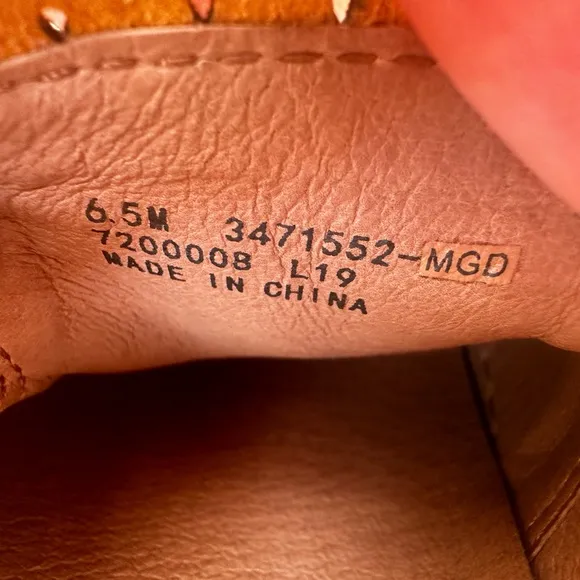 6.5M 3471552-MGD
7200008 L19
MADE IN CHINA